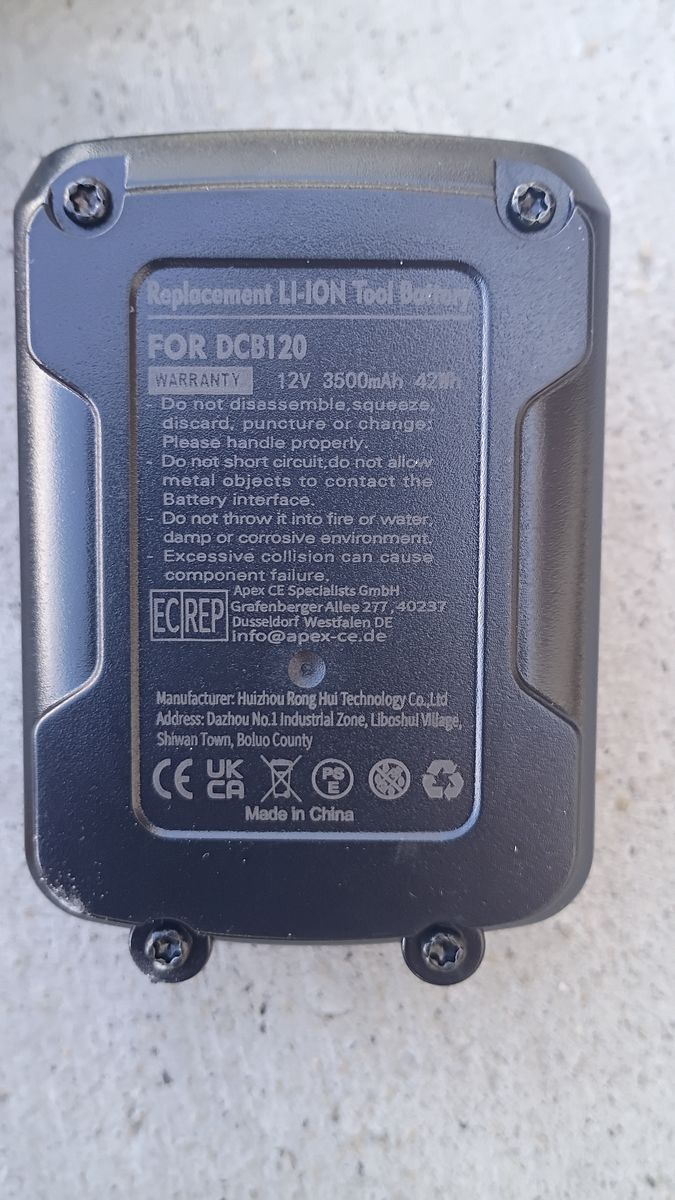 Replacement LI-ION Tool Battery
FOR DCB120
WARRANTY 12V 3500mAh 42Wh
- Do not disassemble,squeeze,
discard, puncture or change;
Please handle properly.
- Do not short circuit,do not allow
metal objects to contact the
Battery interface.
- Do not throw it into fire or water,
damp or corrosive environment.
- Excessive collision can cause
component failure.
EC REP
Apex CE Specialists GmbH
Grafenberger Allee 277 ,40237
Dusseldorf Westfalen DE
info@apex-ce.de
Manufacturer: Huizhou Rong Hui Technology Co.,Ltd
Address: Dazhou No.1 Industrial Zone, Liboshui Village,
Shiwan Town, Boluo County
CE UK CA PS E
Made in China